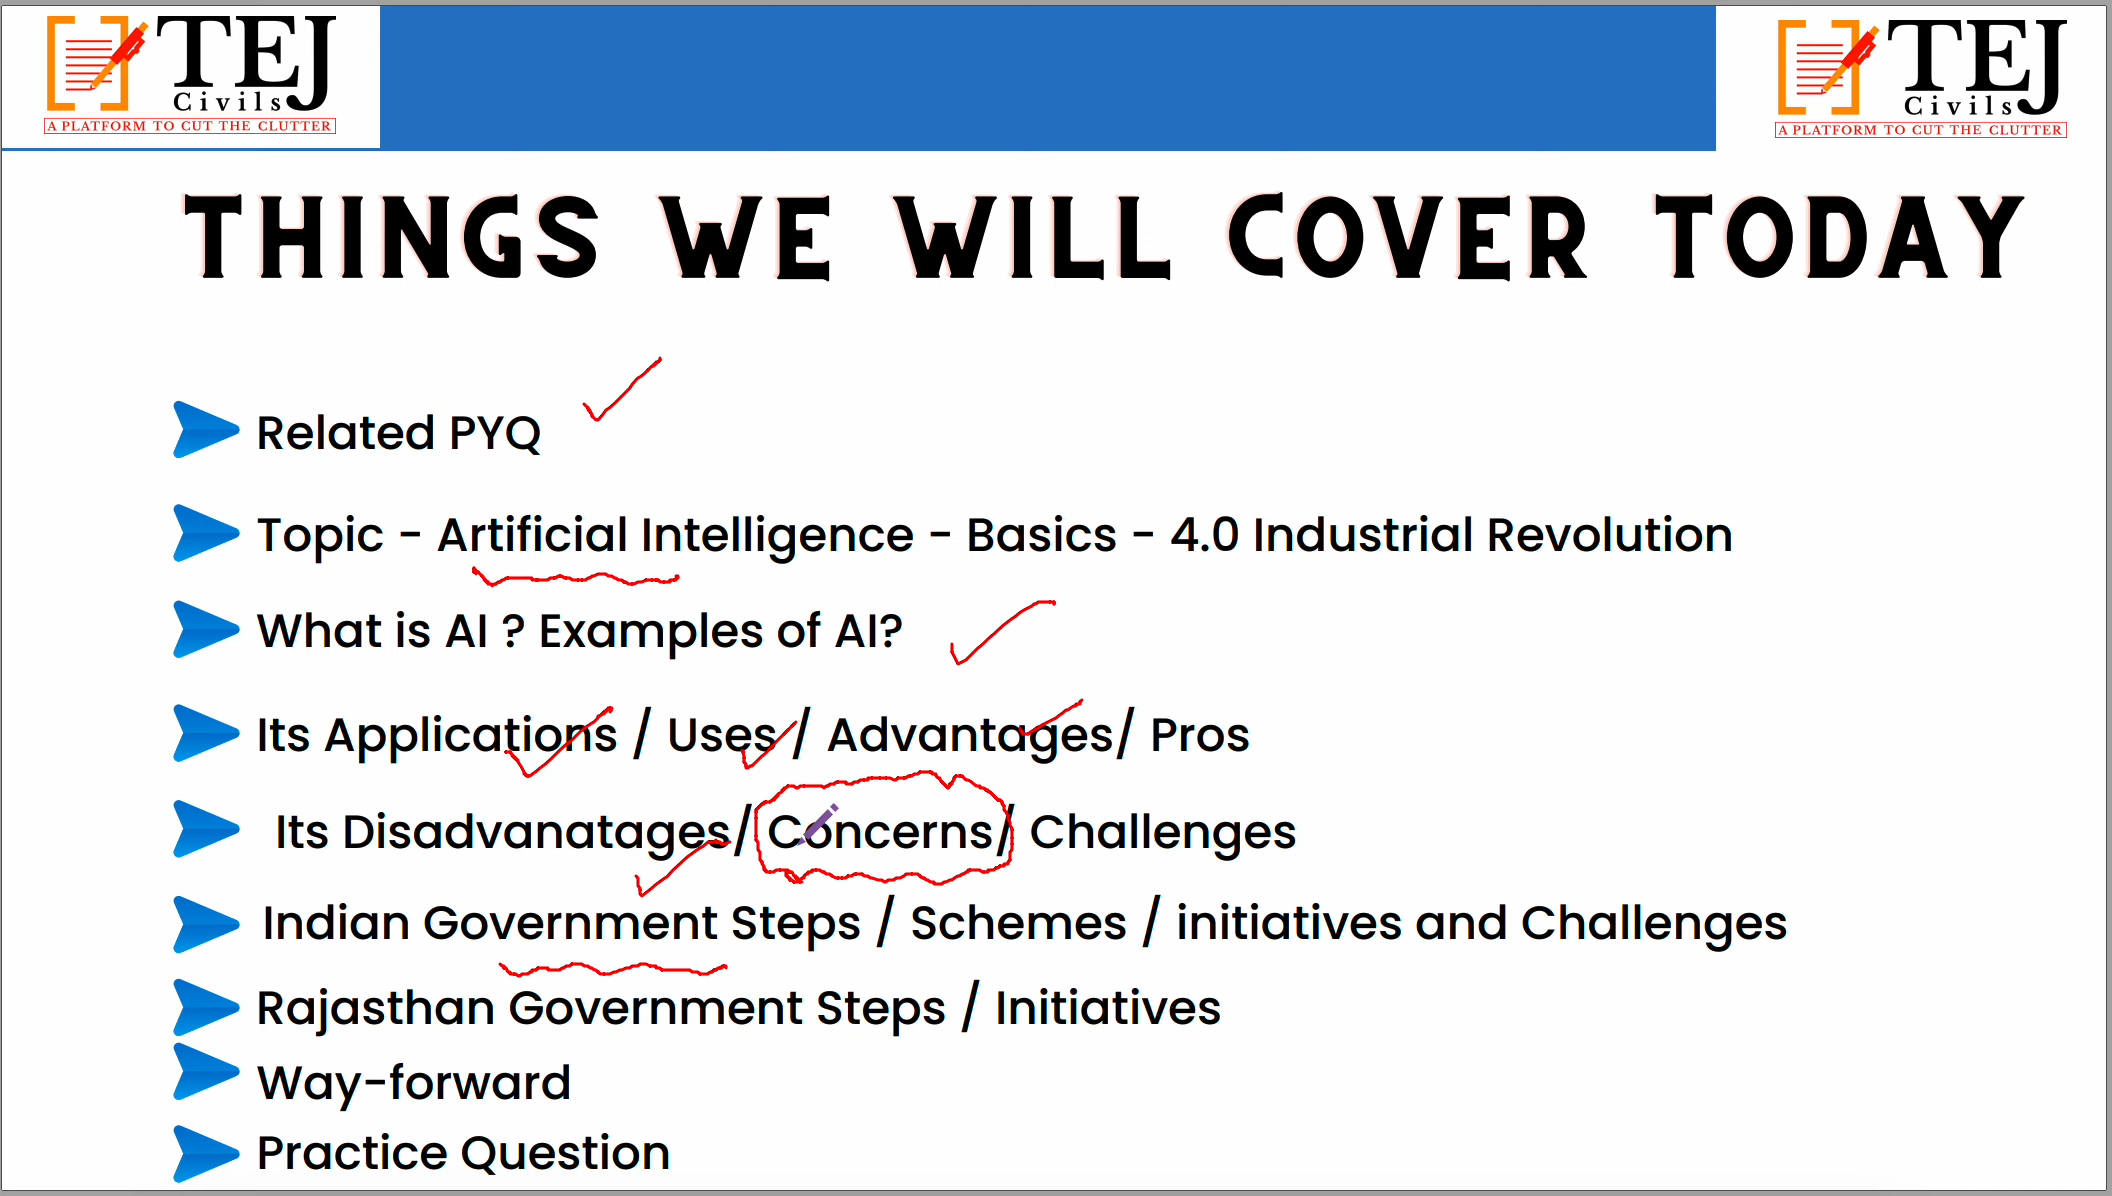 TEJ
Civils
A PLATFORM TO CUT THE CLUTTER
TEJ
Civils
A PLATFORM TO CUT THE CLUTTER
THINGS WE WILL COVER TODAY
Related PYQ
Topic - Artificial Intelligence - Basics - 4.0 Industrial Revolution
What is AI ? Examples of AI?
Its Applications / Uses / Advantages/ Pros
Its Disadvanatages/ Concerns/ Challenges
Indian Government Steps / Schemes / initiatives and Challenges
Rajasthan Government Steps / Initiatives
Way-forward
Practice Question